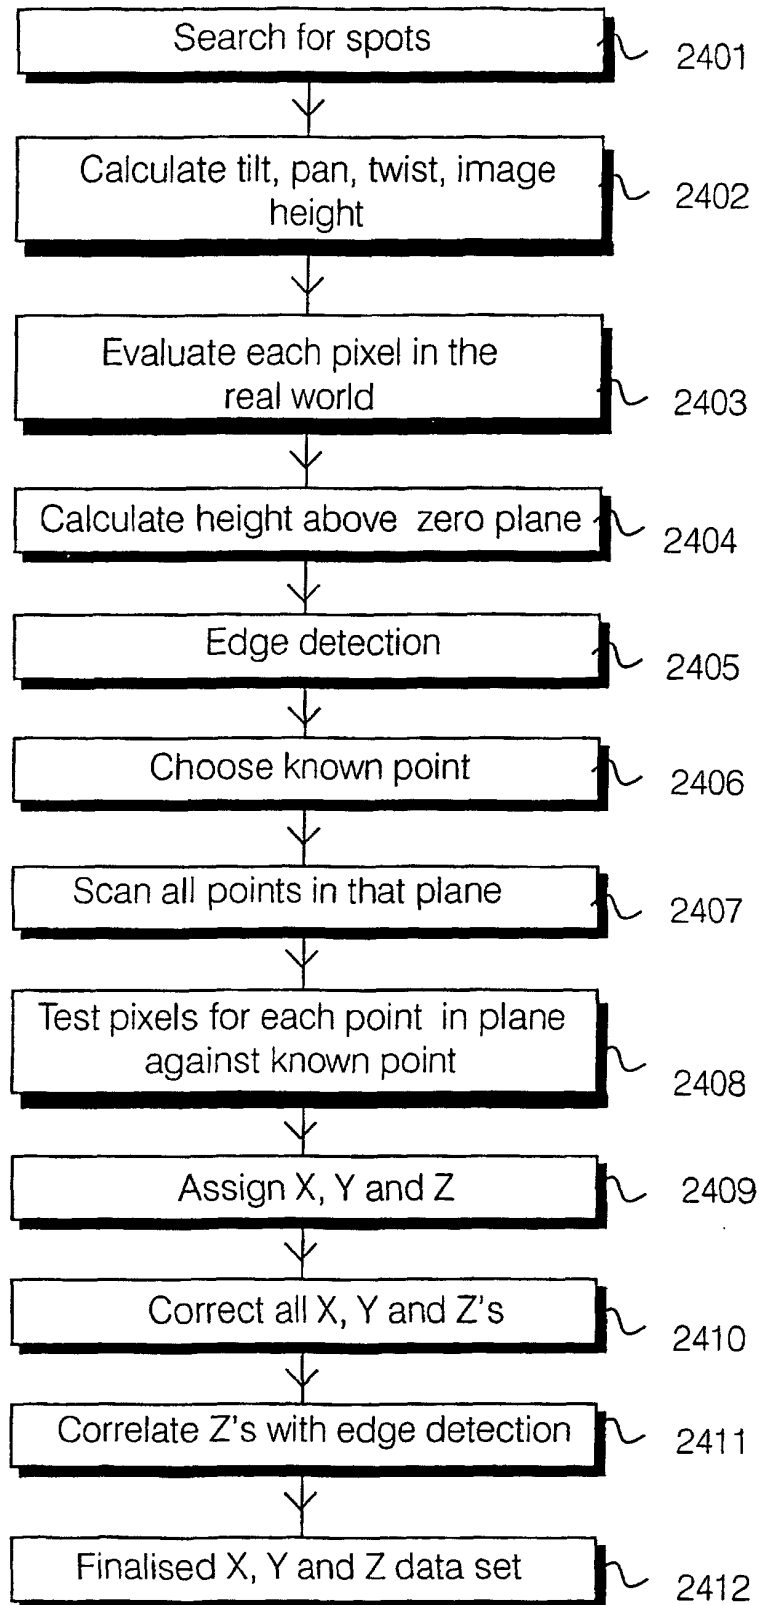 Search for spots
2401
Calculate tilt, pan, twist, image
height
2402
Evaluate each pixel in the
real world
2403
Calculate height above zero plane
2404
Edge detection
2405
Choose known point
2406
Scan all points in that plane
2407
Test pixels for each point in plane
against known point
2408
Assign X, Y and Z
2409
Correct all X, Y and Z's
2410
Correlate Z's with edge detection
2411
Finalised X, Y and Z data set
2412